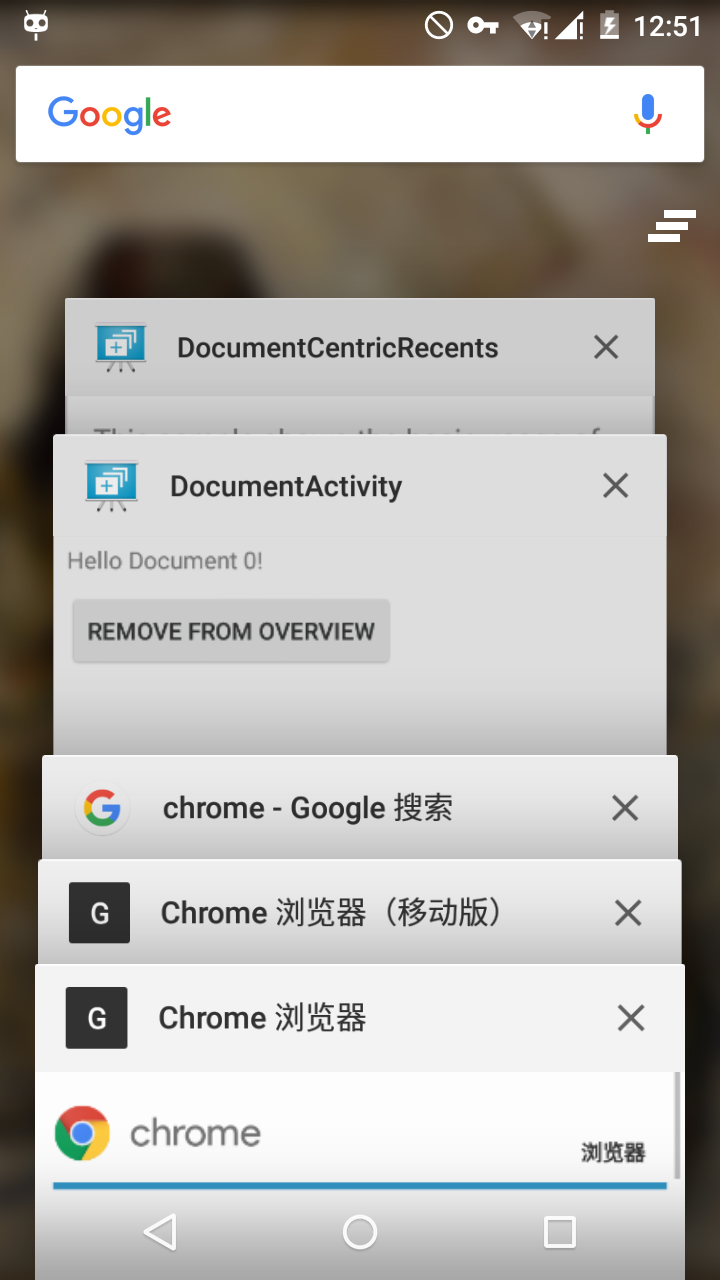 12:51
Google
DocumentCentricRecents
DocumentActivity
Hello Document 0!
REMOVE FROM OVERVIEW
chrome - Google 搜索
G
Chrome 浏览器（移动版）
G
Chrome 浏览器
chrome
浏览器